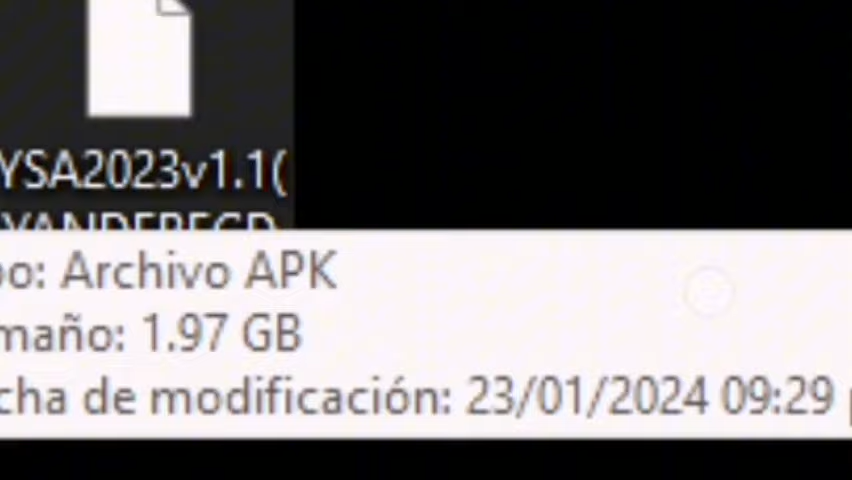 YSA2023v1.1(
po: Archivo APK
maño: 1.97 GB
cha de modificación: 23/01/2024 09:29